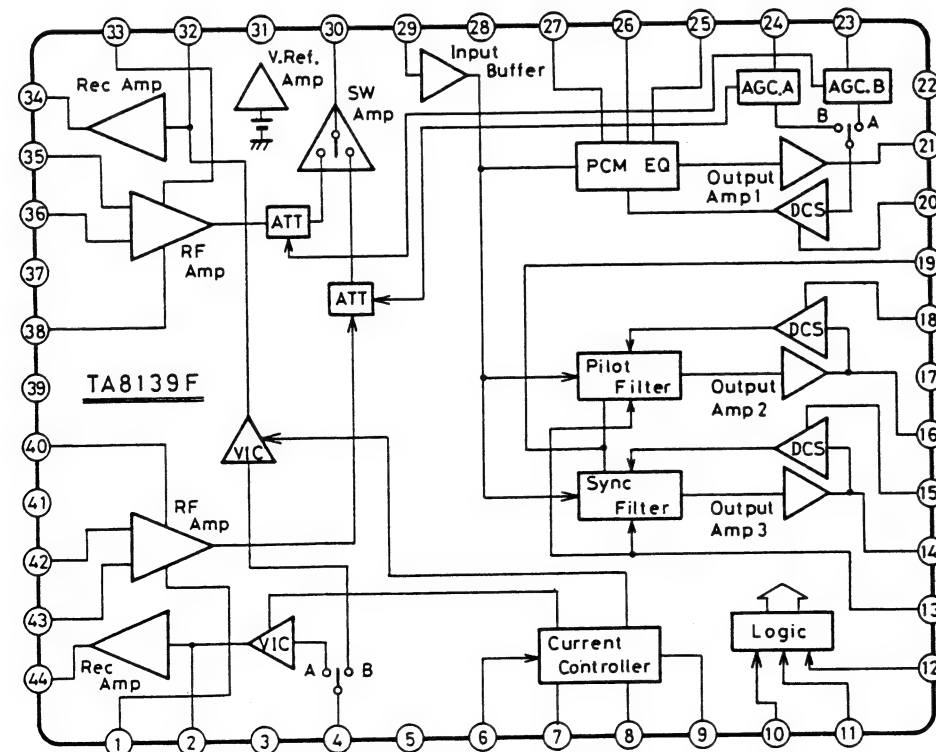 33 32 31 30 29 28 27 26 25 24 23
Rec Amp
V.Ref.
Amp
SW
Amp
Input
Buffer
AGC.A
AGC.B
B
A
34
35
36
37
38
39
40
41
42
43
44
22
21
20
19
18
17
16
15
14
13
12
PCM EQ
Output
Amp1
DCS
RF
Amp
ATT
ATT
TA8139F
Pilot
Filter
DCS
Output
Amp2
VIC
Sync
Filter
DCS
Output
Amp3
RF
Amp
Rec
Amp
VIC
A
B
Current
Controller
Logic
1 2 3 4 5 6 7 8 9 10 11